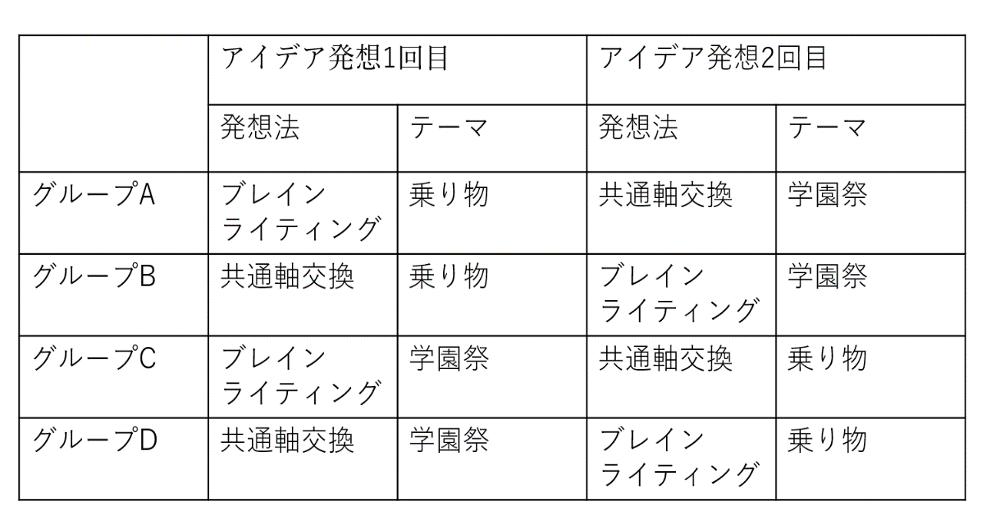 アイデア発想1回目 アイデア発想2回目
発想法 テーマ 発想法 テーマ
グループA ブレイン 乗り物 共通軸交換 学園祭
ライティング
グループB 共通軸交換 乗り物 ブレイン 学園祭
ライティング
グループC ブレイン 学園祭 共通軸交換 乗り物
ライティング
グループD 共通軸交換 学園祭 ブレイン 乗り物
ライティング